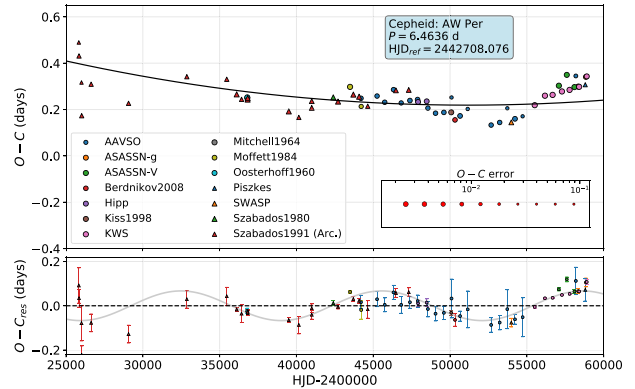 Cepheid: AW Per
P = 6.4636 d
HJD_ref = 2442708.076
0.6
0.4
0.2
0.0
−0.2
−0.4
O − C (days)
AAVSO
ASASSN-g
ASASSN-V
Berdnikov2008
Hipp
Kiss1998
KWS
Mitchell1964
Moffett1984
Oosterhoff1960
Piszkes
SWASP
Szabados1980
Szabados1991 (Arc.)
O − C error
10⁻² 10⁻¹
0.2
0.0
−0.2
O − C_res (days)
25000 30000 35000 40000 45000 50000 55000 60000
HJD-2400000